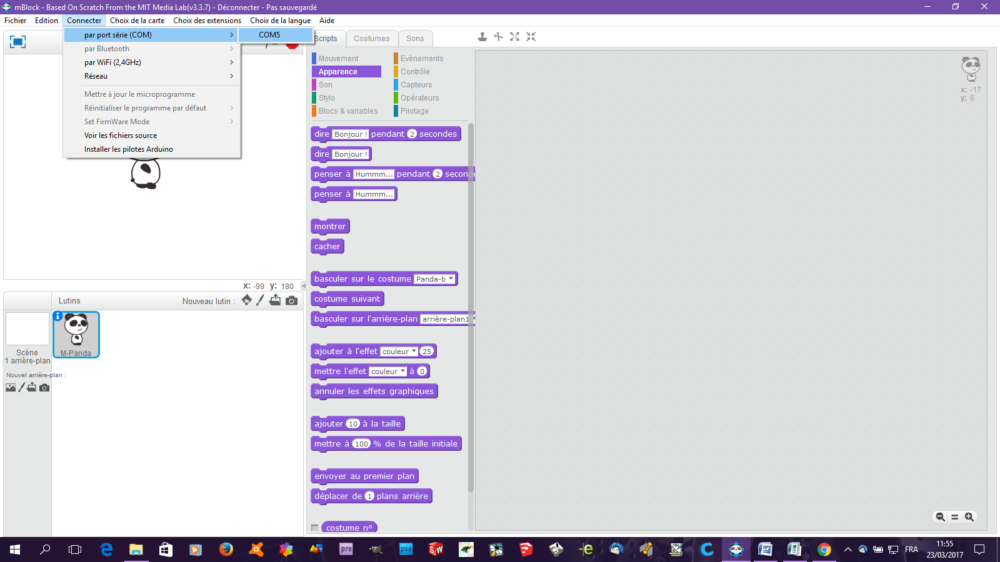 mBlock - Based On Scratch From the MIT Media Lab(v3.3.7) - Déconnecter - Pas sauvegardé
Fichier Edition Connecter Choix de la carte Choix des extensions Choix de la langue Aide
par port série (COM)
COM5
par Bluetooth
par WiFi (2,4GHz)
Réseau
Mettre à jour le microprogramme
Réinitialiser le programme par défaut
Set FirmWare Mode
Voir les fichiers source
Installer les pilotes Arduino
x: -99 y: 180
Lutins
Nouveau lutin :
M-Panda
Scène
1 arrière-plan
Nouvel arrière-plan :
Scripts Costumes Sons
Mouvement Evènements
Apparence Contrôle
Son Capteurs
Stylo Opérateurs
Blocs & variables Pilotage
dire Bonjour ! pendant 2 secondes
dire Bonjour !
penser à Hummm... pendant 2 seconde
penser à Hummm...
montrer
cacher
basculer sur le costume Panda-b
costume suivant
basculer sur l'arrière-plan arrière-plan1
ajouter à l'effet couleur 25
mettre l'effet couleur à 0
annuler les effets graphiques
ajouter 10 à la taille
mettre à 100 % de la taille initiale
envoyer au premier plan
déplacer de 1 plans arrière
costume n°
x: -17
y: 6
pre
pse
SW
FRA
11:55
23/03/2017